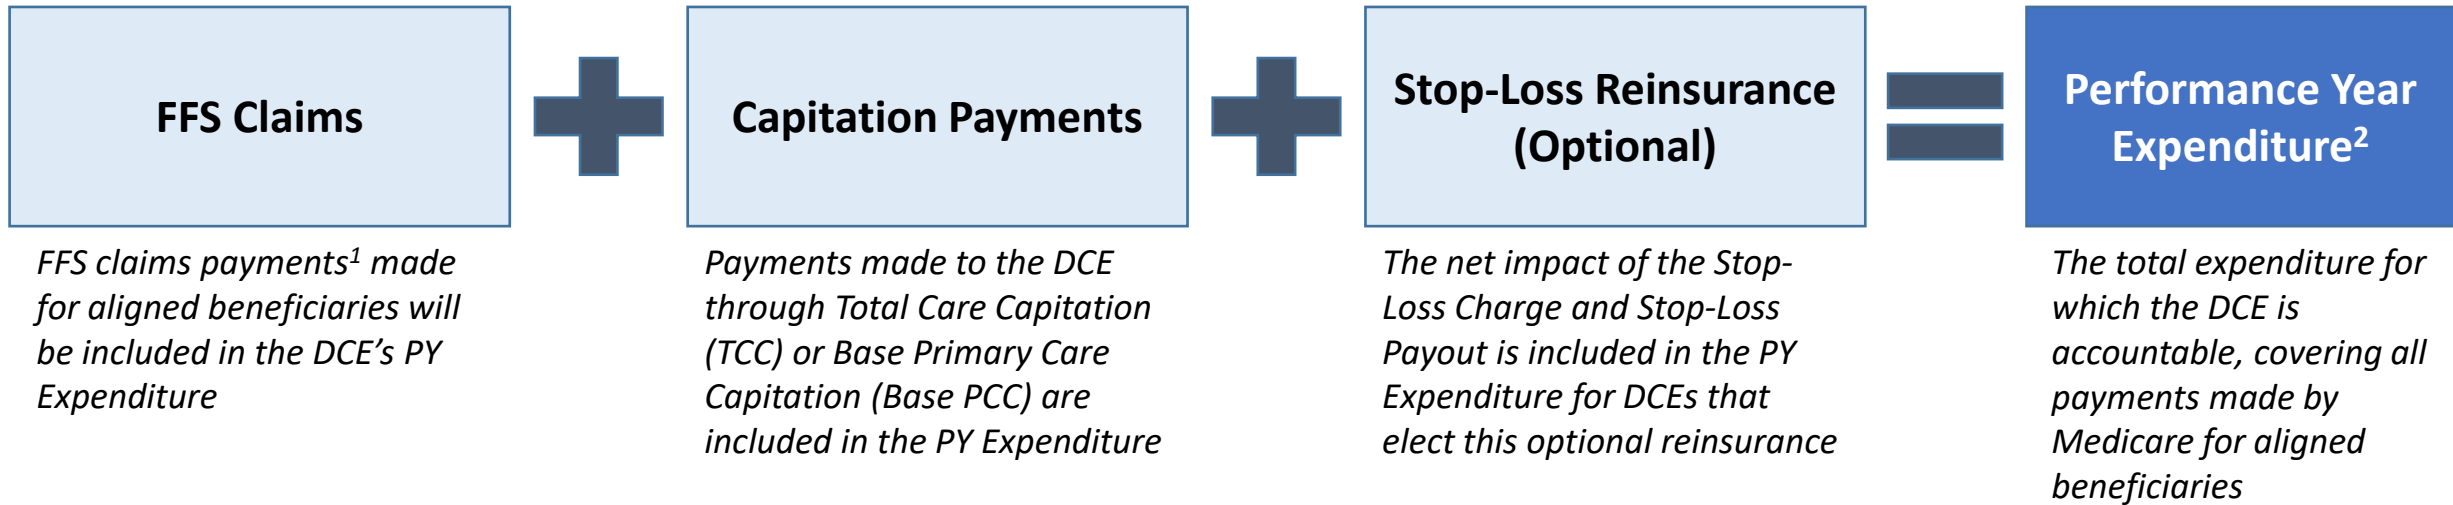 FFS Claims
Capitation Payments
Stop-Loss Reinsurance
(Optional)
Performance Year
Expenditure²
FFS claims payments¹ made
for aligned beneficiaries will
be included in the DCE’s PY
Expenditure
Payments made to the DCE
through Total Care Capitation
(TCC) or Base Primary Care
Capitation (Base PCC) are
included in the PY Expenditure
The net impact of the Stop-
Loss Charge and Stop-Loss
Payout is included in the PY
Expenditure for DCEs that
elect this optional reinsurance
The total expenditure for
which the DCE is
accountable, covering all
payments made by
Medicare for aligned
beneficiaries